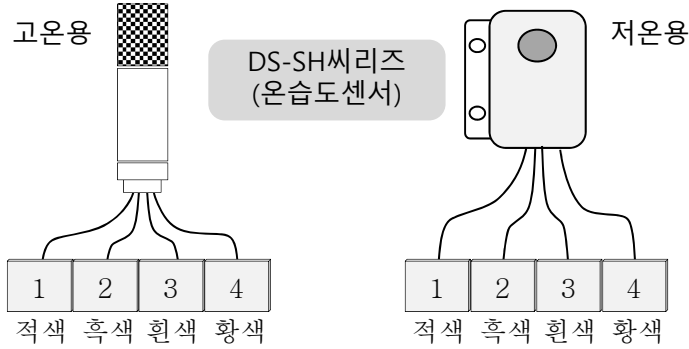 고온용
DS-SH씨리즈
(온습도센서)
저온용
1 2 3 4
적색 흑색 흰색 황색
1 2 3 4
적색 흑색 흰색 황색